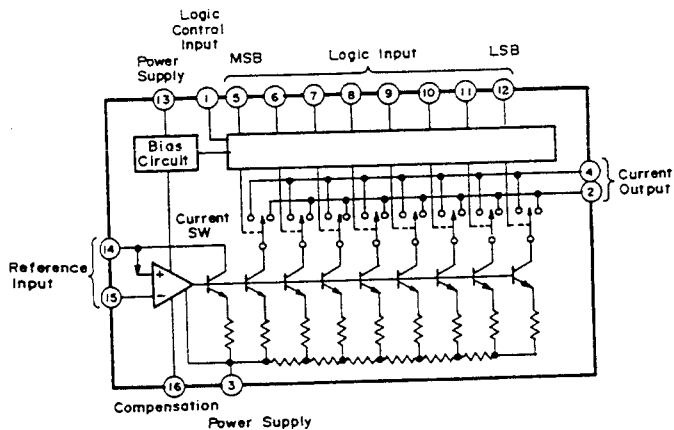 Logic
Control
Input
MSB
Logic Input
LSB
Power
Supply
13
1
5
6
7
8
9
10
11
12
Bias
Circuit
4
2
Current
Output
Current
SW
14
Reference
Input
+
−
15
16
3
Compensation
Power Supply